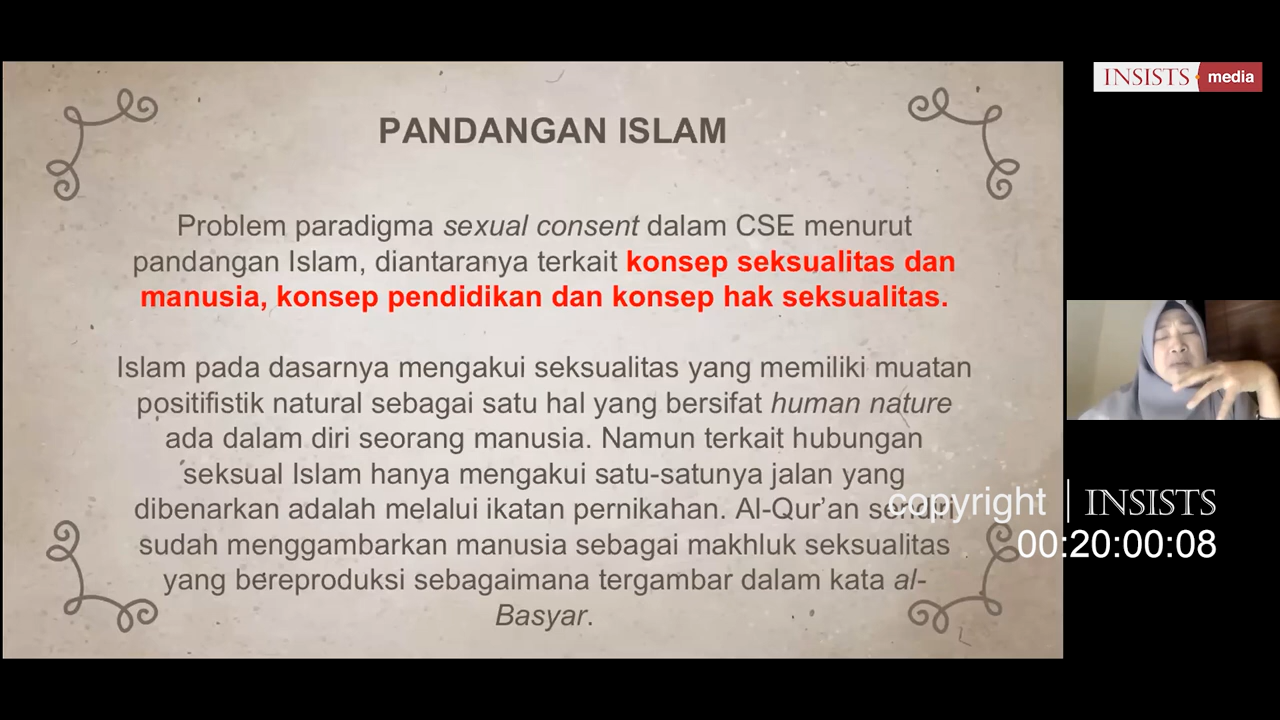 INSISTS media
PANDANGAN ISLAM
Problem paradigma sexual consent dalam CSE menurut
pandangan Islam, diantaranya terkait konsep seksualitas dan
manusia, konsep pendidikan dan konsep hak seksualitas.
Islam pada dasarnya mengakui seksualitas yang memiliki muatan
positifistik natural sebagai satu hal yang bersifat human nature
ada dalam diri seorang manusia. Namun terkait hubungan
seksual Islam hanya mengakui satu-satunya jalan yang
dibenarkan adalah melalui ikatan pernikahan. Al-Qur’an sendiri
sudah menggambarkan manusia sebagai makhluk seksualitas
yang bereproduksi sebagaimana tergambar dalam kata al-
Basyar.
copyright | INSISTS
00:20:00:08